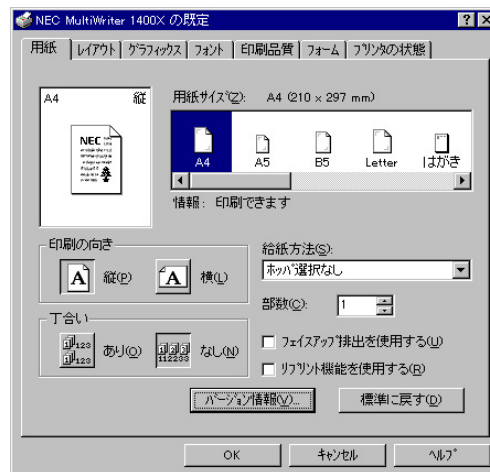 NEC MultiWriter 1400X の既定
用紙 レイアウト グラフィックス フォント 印刷品質 フォーム プリンタの状態
A4 縦
NEC
用紙サイズ(Z): A4 (210 × 297 mm)
A4 A5 B5 Letter はがき
情報: 印刷できます
印刷の向き
A 縦(P) A 横(L)
給紙方法(S):
ホッパ選択なし
部数(C): 1
丁合い
あり(O) なし(N)
フェイスアップ排出を使用する(U)
リプリント機能を使用する(R)
バージョン情報(V)... 標準に戻す(D)
OK キャンセル ヘルプ